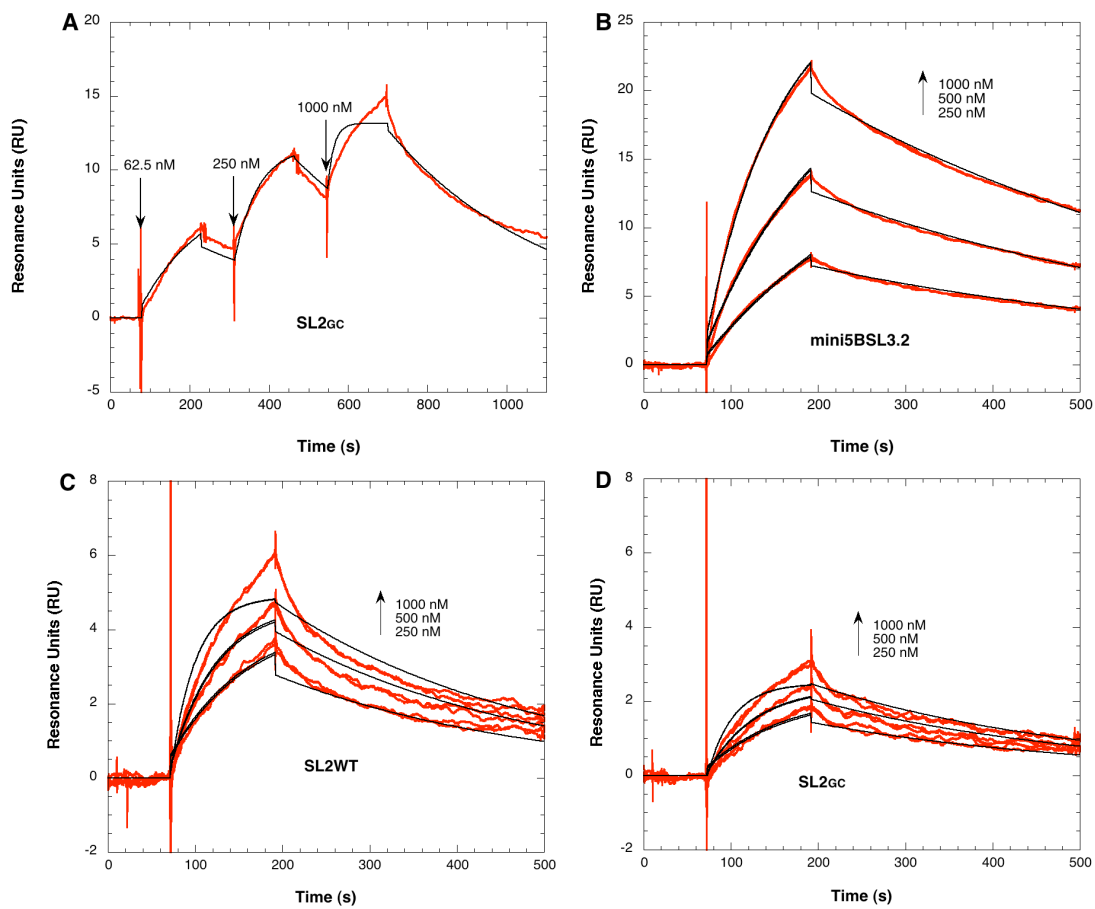 A
20
15
10
5
0
-5
Resonance Units (RU)
62.5 nM
250 nM
1000 nM
SL2GC
0
200
400
600
800
1000
Time (s)
B
25
20
15
10
5
0
Resonance Units (RU)
1000 nM
500 nM
250 nM
mini5BSL3.2
0
100
200
300
400
500
Time (s)
C
8
6
4
2
0
-2
Resonance Units (RU)
1000 nM
500 nM
250 nM
SL2WT
0
100
200
300
400
500
Time (s)
D
8
6
4
2
0
-2
Resonance Units (RU)
1000 nM
500 nM
250 nM
SL2GC
0
100
200
300
400
500
Time (s)